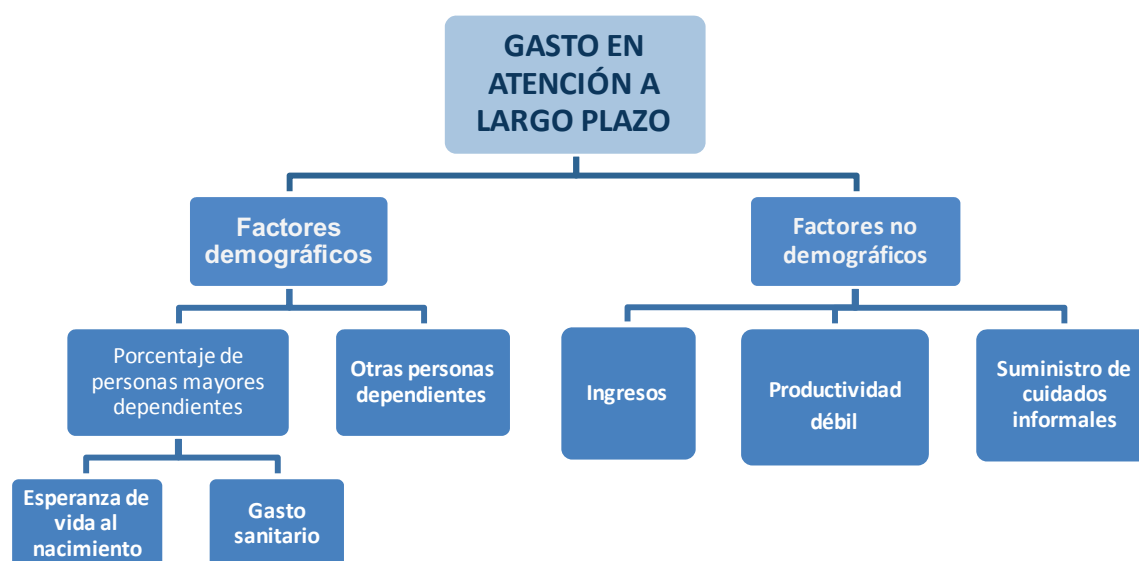 GASTO EN
ATENCIÓN A
LARGO PLAZO
Factores
demográficos
Factores no
demográficos
Porcentaje de
personas mayores
dependientes
Otras personas
dependientes
Ingresos
Productividad
débil
Suministro de
cuidados
informales
Esperanza de
vida al
nacimiento
Gasto
sanitario